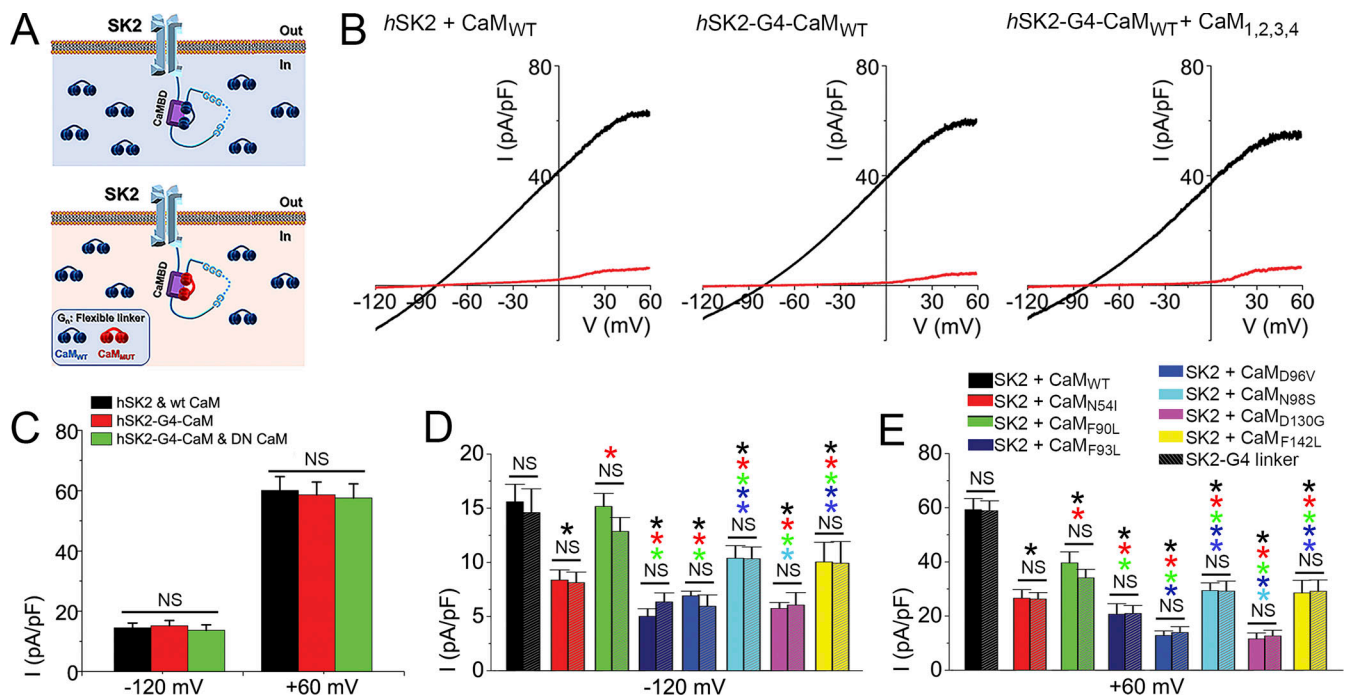 A
SK2
Out
In
CaMBD
GGG
GG
SK2
Out
In
CaMBD
GGG
GG
Gn: Flexible linker
CaMWT
CaMMUT
B
hSK2 + CaMWT
hSK2-G4-CaMWT
hSK2-G4-CaMWT + CaM1,2,3,4
80
40
I (pA/pF)
-120 -90 -60 -30 0 30 60
V (mV)
80
40
I (pA/pF)
-120 -90 -60 -30 0 30 60
V (mV)
80
40
I (pA/pF)
-120 -90 -60 -30 0 30 60
V (mV)
C
hSK2 & wt CaM
hSK2-G4-CaM
hSK2-G4-CaM & DN CaM
I (pA/pF)
80
60
40
20
0
NS
NS
-120 mV
+60 mV
D
I (pA/pF)
20
15
10
5
0
NS
*
NS
*
NS
*
*
*
NS
*
*
*
NS
*
*
*
*
*
NS
*
*
*
*
NS
*
*
*
*
*
NS
-120 mV
SK2 + CaMWT
SK2 + CaMN54I
SK2 + CaMF90L
SK2 + CaMF93L
SK2 + CaMD96V
SK2 + CaMN98S
SK2 + CaMD130G
SK2 + CaMF142L
SK2-G4 linker
E
I (pA/pF)
80
60
40
20
0
NS
*
NS
*
*
NS
*
*
*
NS
*
*
*
*
NS
*
*
*
*
*
NS
*
*
*
*
*
NS
*
*
*
*
*
NS
+60 mV